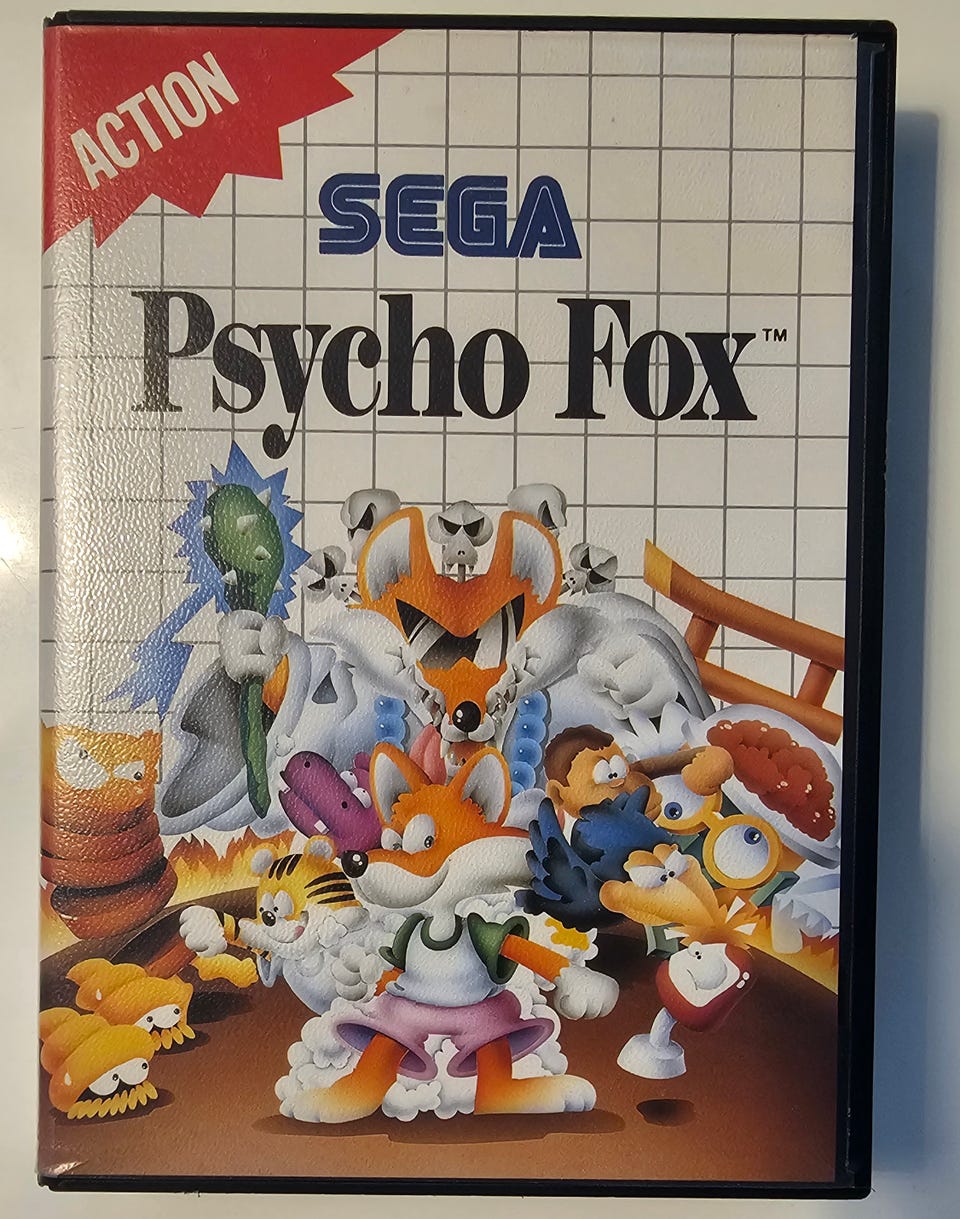 ACTION
SEGA
Psycho Fox™